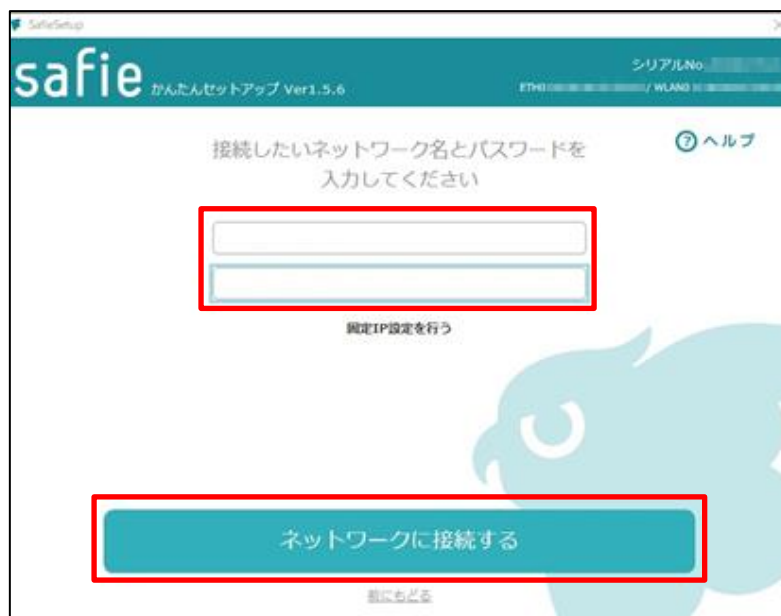 SafieSetup
safie かんたんセットアップ Ver1.5.6
シリアルNo.
ETH0 / WLAN0
ヘルプ
接続したいネットワーク名とパスワードを
入力してください
固定IP設定を行う
ネットワークに接続する
前にもどる